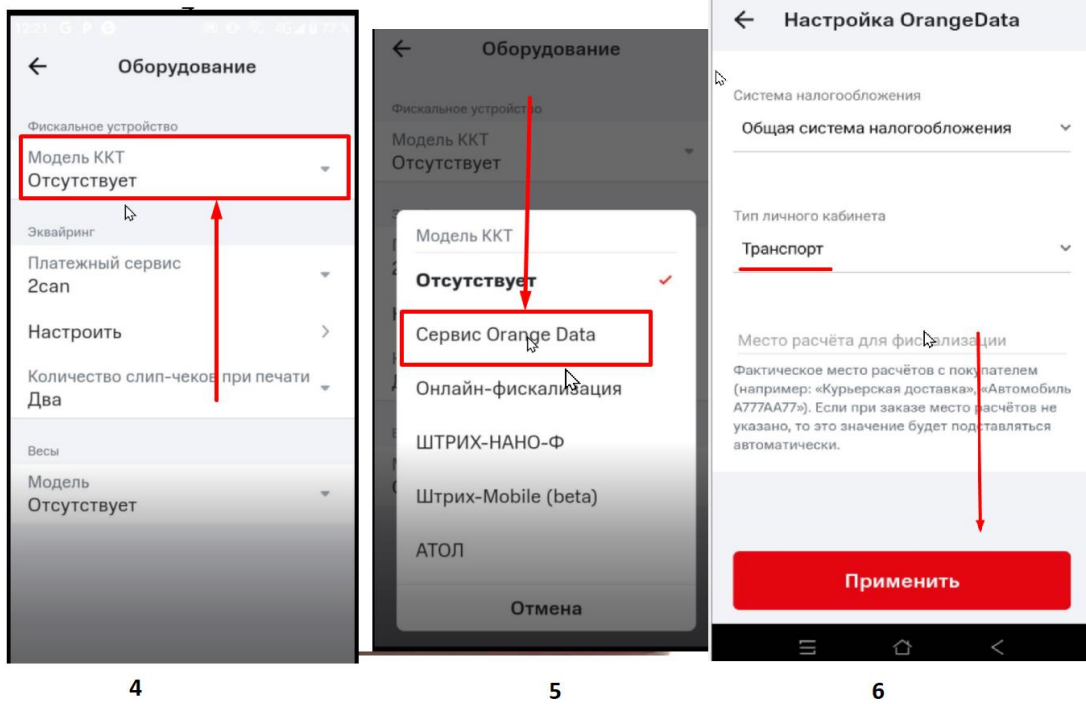 12:21 G P
4G 77%
Оборудование
Фискальное устройство
Модель ККТ
Отсутствует
Эквайринг
Платежный сервис
2can
Настроить
Количество слип-чеков при печати
Два
Весы
Модель
Отсутствует
4
Оборудование
Фискальное устройство
Модель ККТ
Отсутствует
Модель ККТ
Отсутствует
Сервис Orange Data
Онлайн-фискализация
ШТРИХ-НАНО-Ф
Штрих-Mobile (beta)
АТОЛ
Отмена
5
Настройка OrangeData
Система налогообложения
Общая система налогообложения
Тип личного кабинета
Транспорт
Место расчёта для фискализации
Фактическое место расчётов с покупателем
(например: «Курьерская доставка», «Автомобиль
А777АА77»). Если при заказе место расчётов не
указано, то это значение будет подставляться
автоматически.
Применить
6